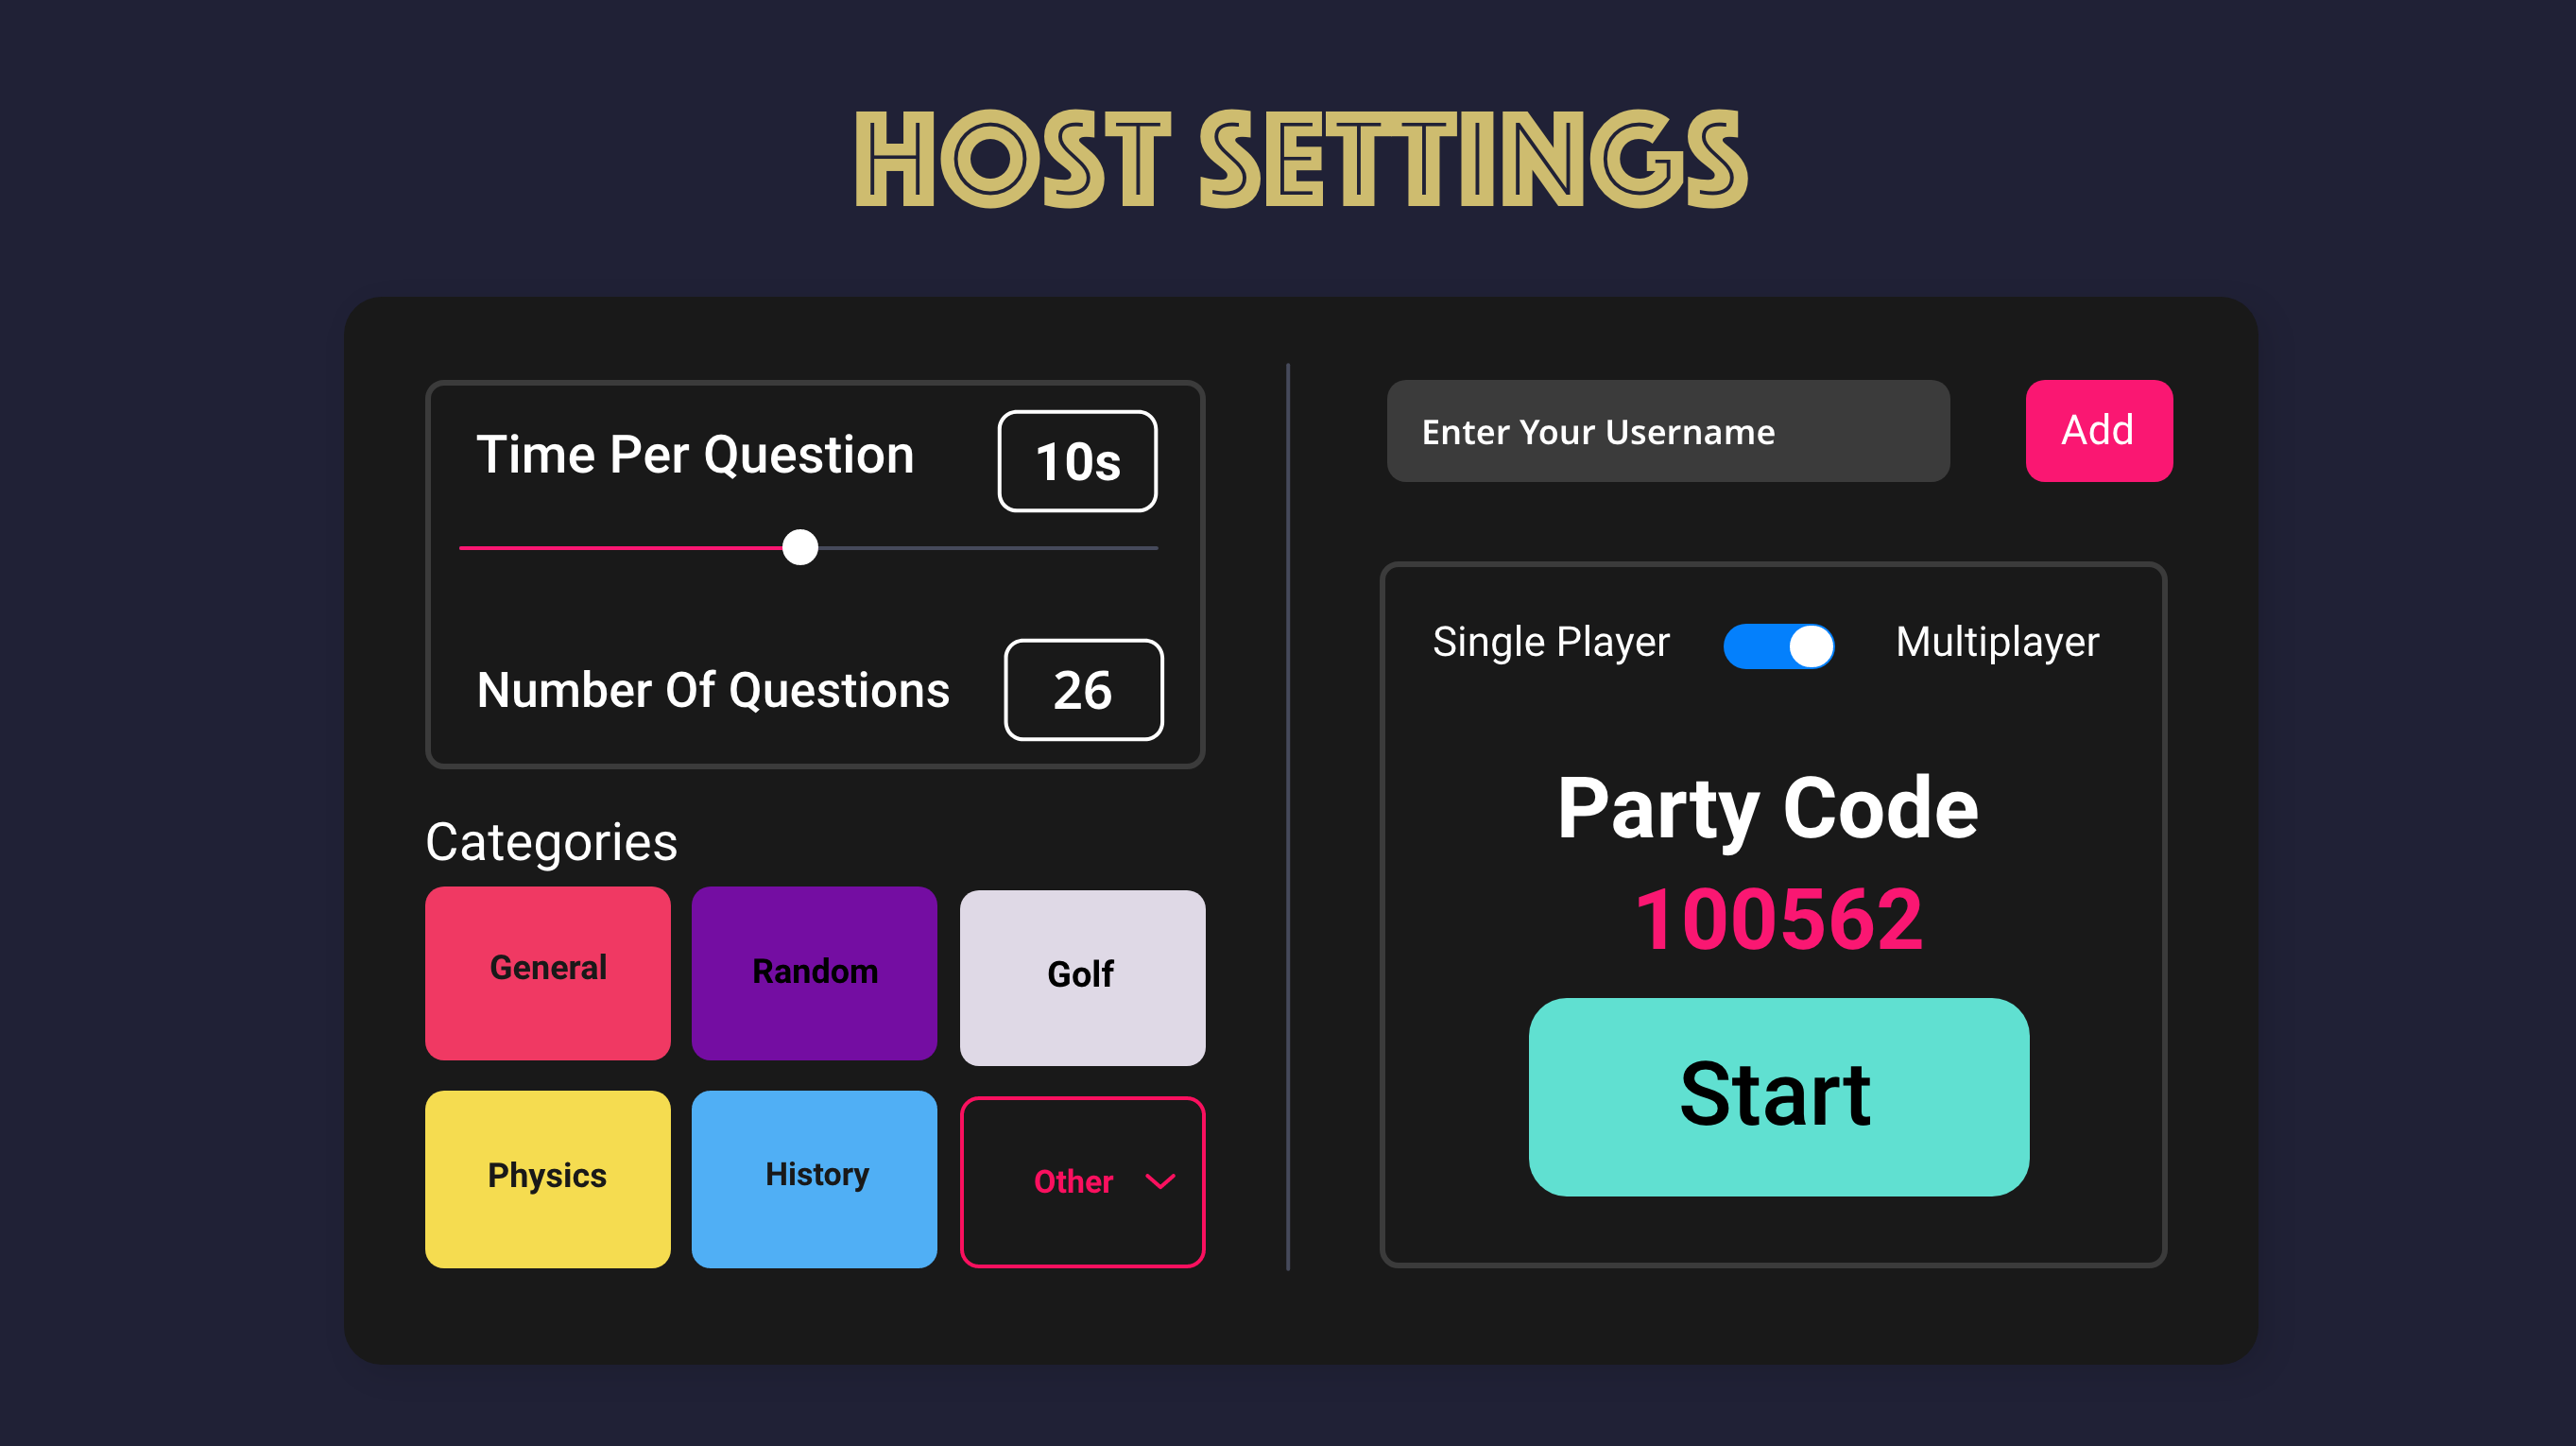 HOST SETTINGS
Time Per Question
10s
Number Of Questions
26
Categories
General
Random
Golf
Physics
History
Other
Enter Your Username
Add
Single Player
Multiplayer
Party Code
100562
Start